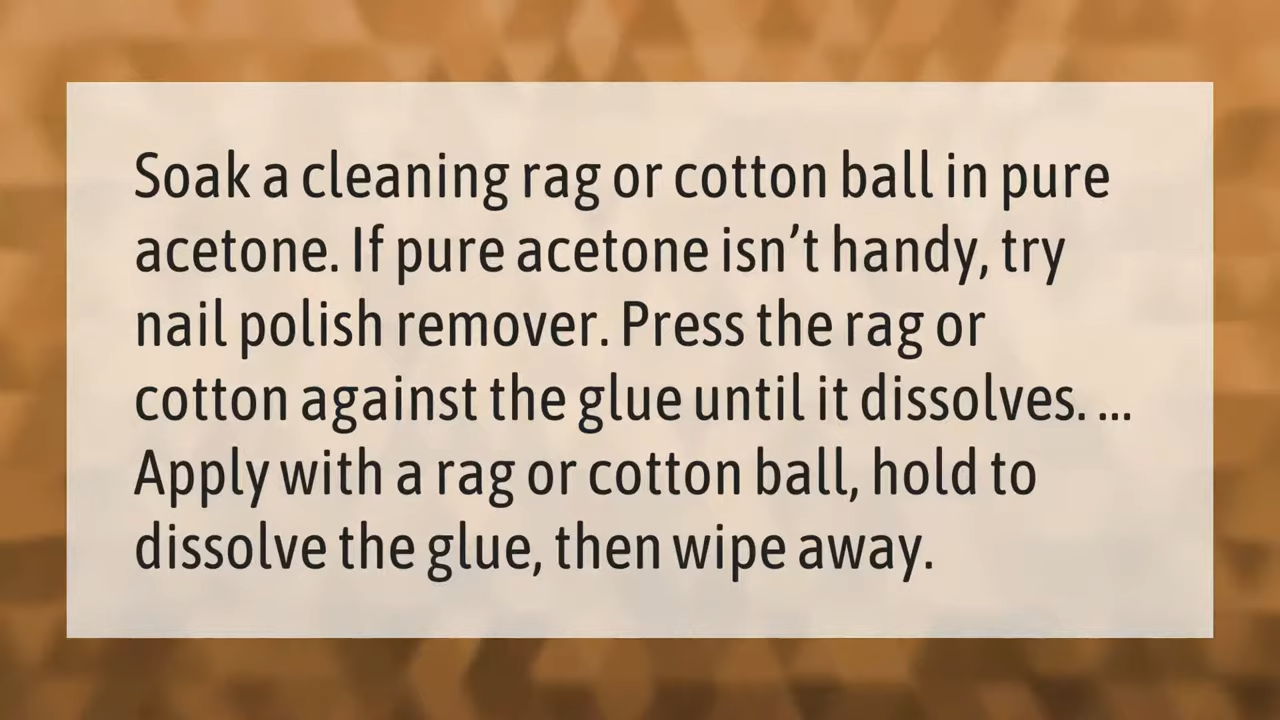 Soak a cleaning rag or cotton ball in pure
acetone. If pure acetone isn’t handy, try
nail polish remover. Press the rag or
cotton against the glue until it dissolves. ...
Apply with a rag or cotton ball, hold to
dissolve the glue, then wipe away.